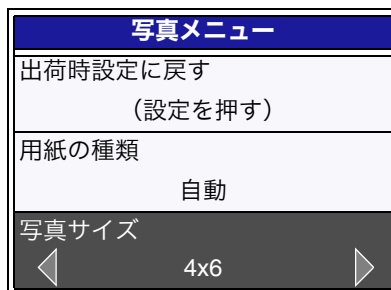 写真メニュー
出荷時設定に戻す
（設定を押す）
用紙の種類
自動
写真サイズ
4x6